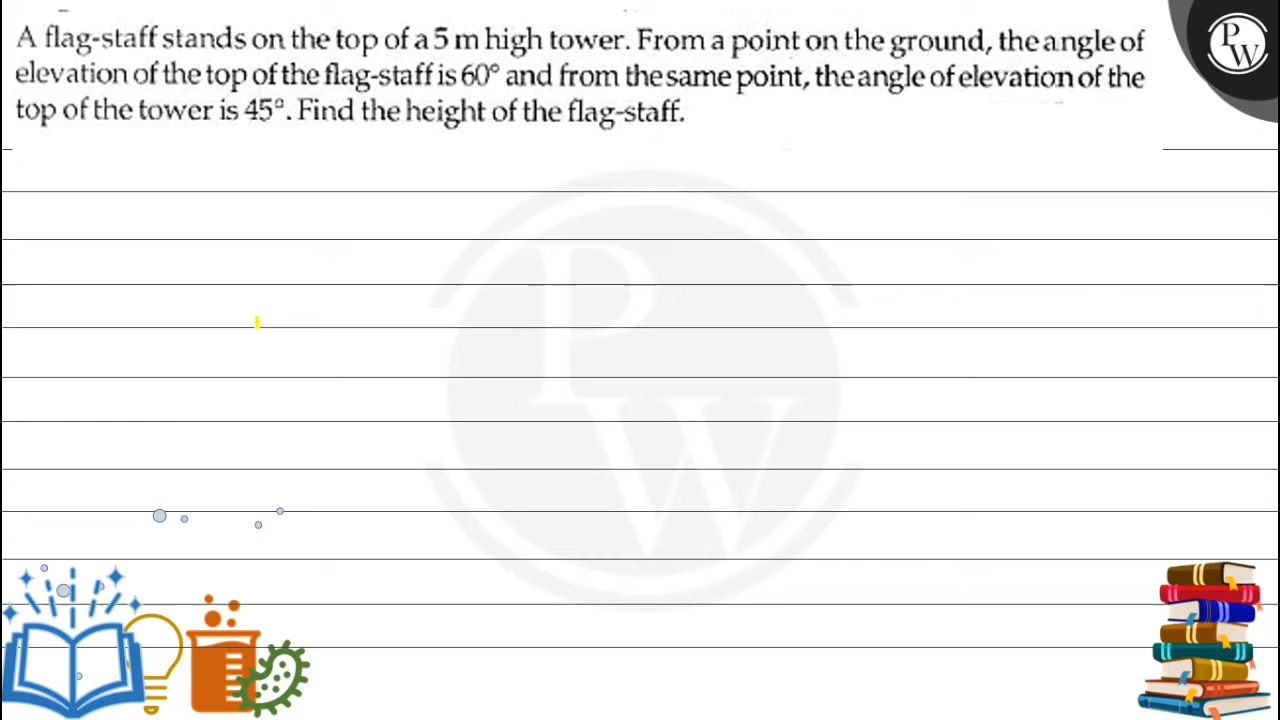 A flag-staff stands on the top of a 5 m high tower. From a point on the ground, the angle of
elevation of the top of the flag-staff is 60° and from the same point, the angle of elevation of the
top of the tower is 45°. Find the height of the flag-staff.
PW
PW